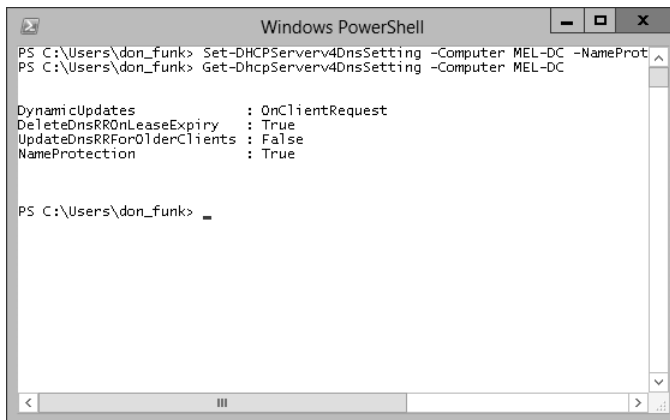 Windows PowerShell
PS C:\Users\don_funk> Set-DHCPServerv4DnsSetting -Computer MEL-DC -NameProt
PS C:\Users\don_funk> Get-DhcpServerv4DnsSetting -Computer MEL-DC
DynamicUpdates : OnClientRequest
DeleteDnsRROnLeaseExpiry : True
UpdateDnsRRForOlderClients : False
NameProtection : True
PS C:\Users\don_funk> _